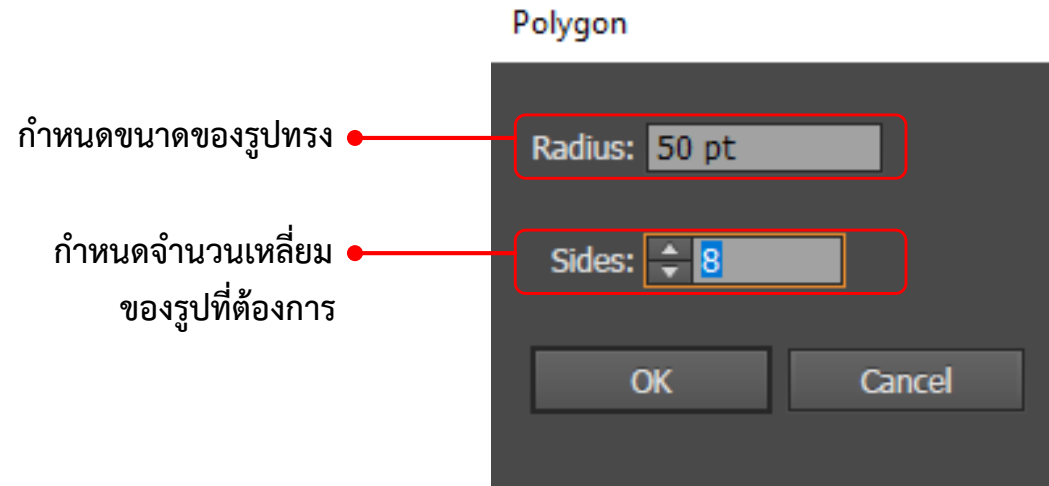 Polygon
กำหนดขนาดของรูปทรง
Radius: 50 pt
กำหนดจำนวนเหลี่ยม
ของรูปที่ต้องการ
Sides: 8
OK Cancel